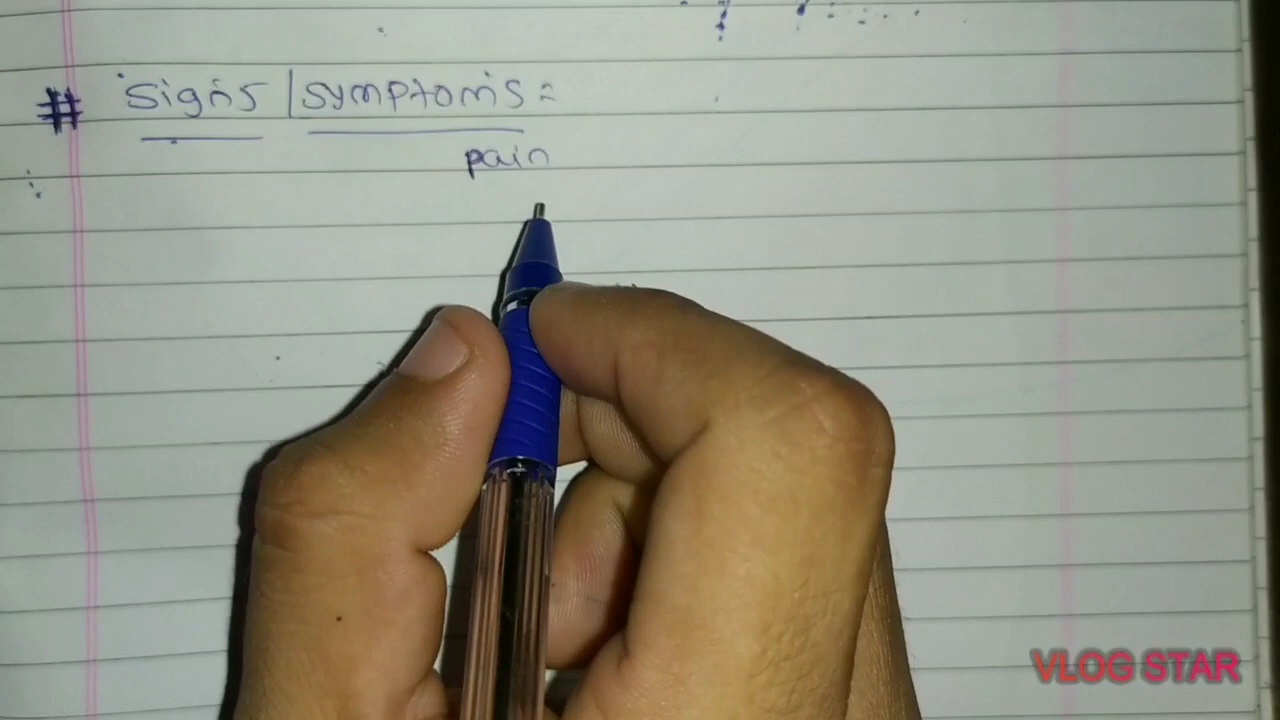 # Signs | Symptoms =
pain
VLOG STAR